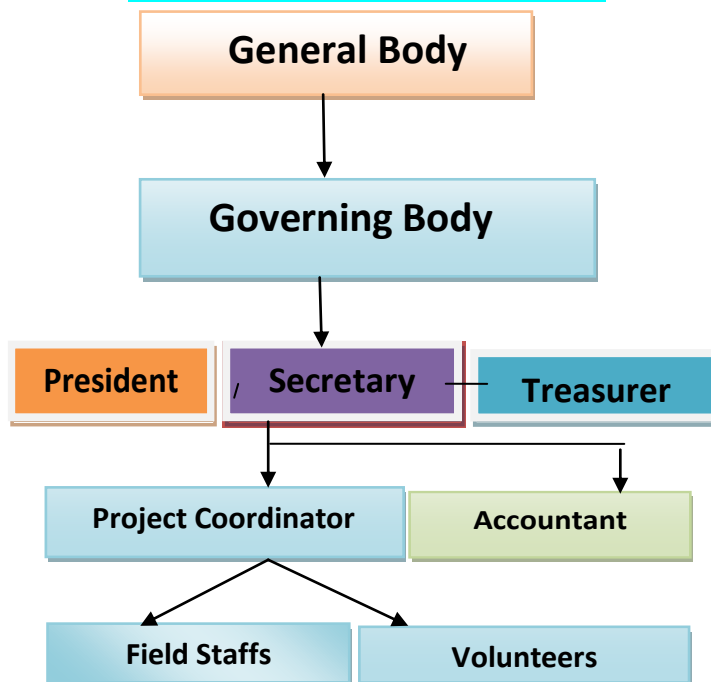 General Body
Governing Body
President / Secretary Treasurer
Project Coordinator Accountant
Field Staffs Volunteers